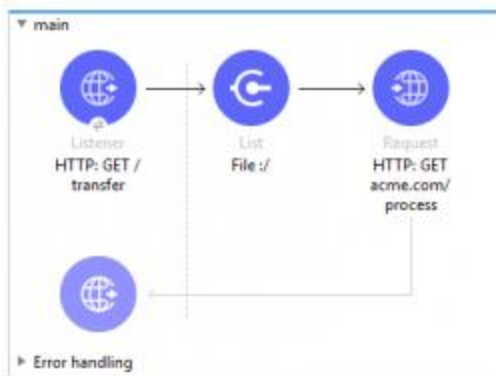 main
Listener
List
Request
HTTP: GET /
transfer
File :/
HTTP: GET
acme.com/
process
Error handling